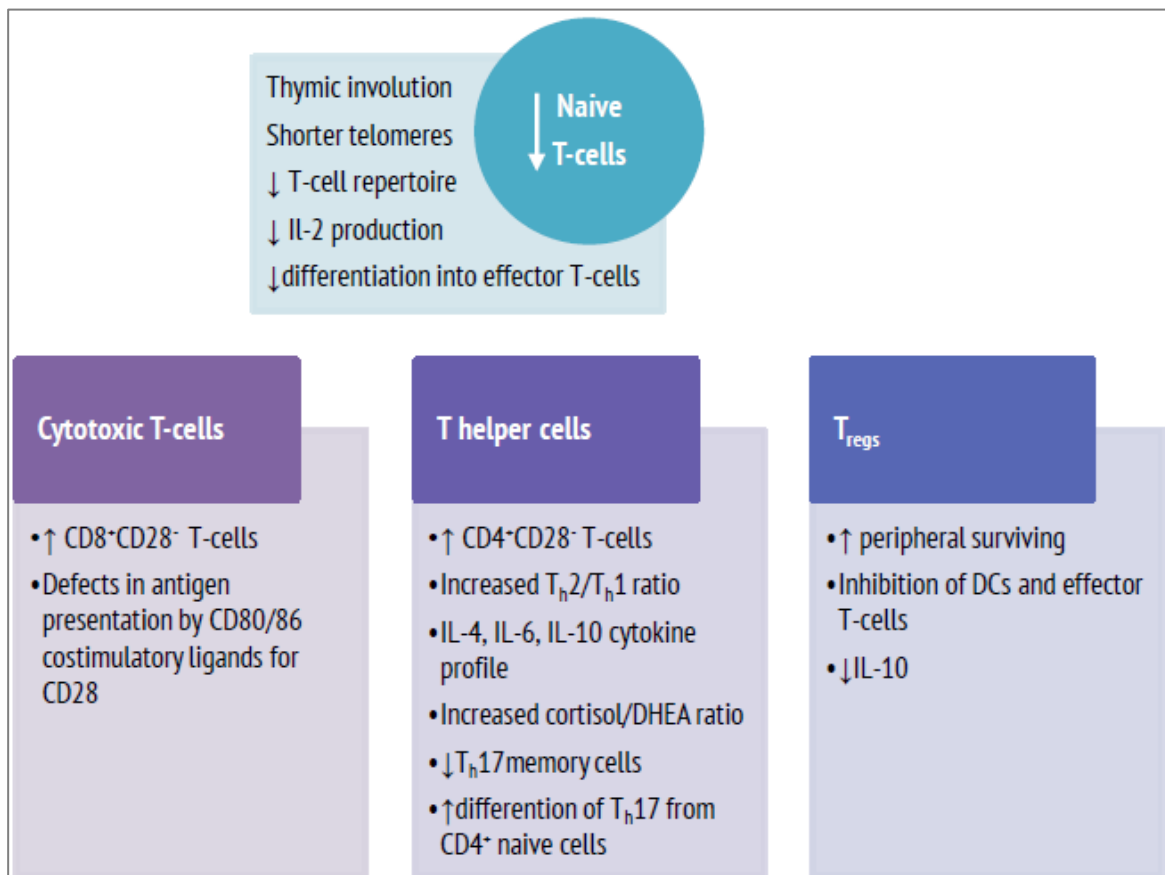 Thymic involution
Shorter telomeres
↓ T-cell repertoire
↓ Il-2 production
↓differentiation into effector T-cells
↓ Naive
T-cells
Cytotoxic T-cells
•↑ CD8⁺CD28⁻ T-cells
•Defects in antigen
presentation by CD80/86
costimulatory ligands for
CD28
T helper cells
•↑ CD4⁺CD28⁻ T-cells
•Increased Tₕ2/Tₕ1 ratio
•IL-4, IL-6, IL-10 cytokine
profile
•Increased cortisol/DHEA ratio
•↓Tₕ17memory cells
•↑differention of Tₕ17 from
CD4⁺ naive cells
Tregs
•↑ peripheral surviving
•Inhibition of DCs and effector
T-cells
•↓IL-10